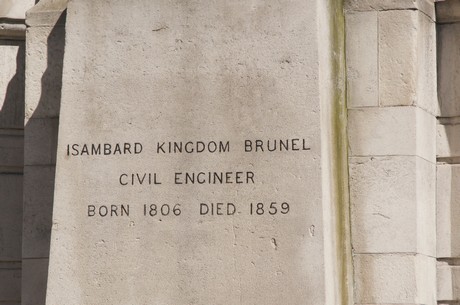 ISAMBARD KINGDOM BRUNEL
CIVIL ENGINEER
BORN 1806 DIED 1859